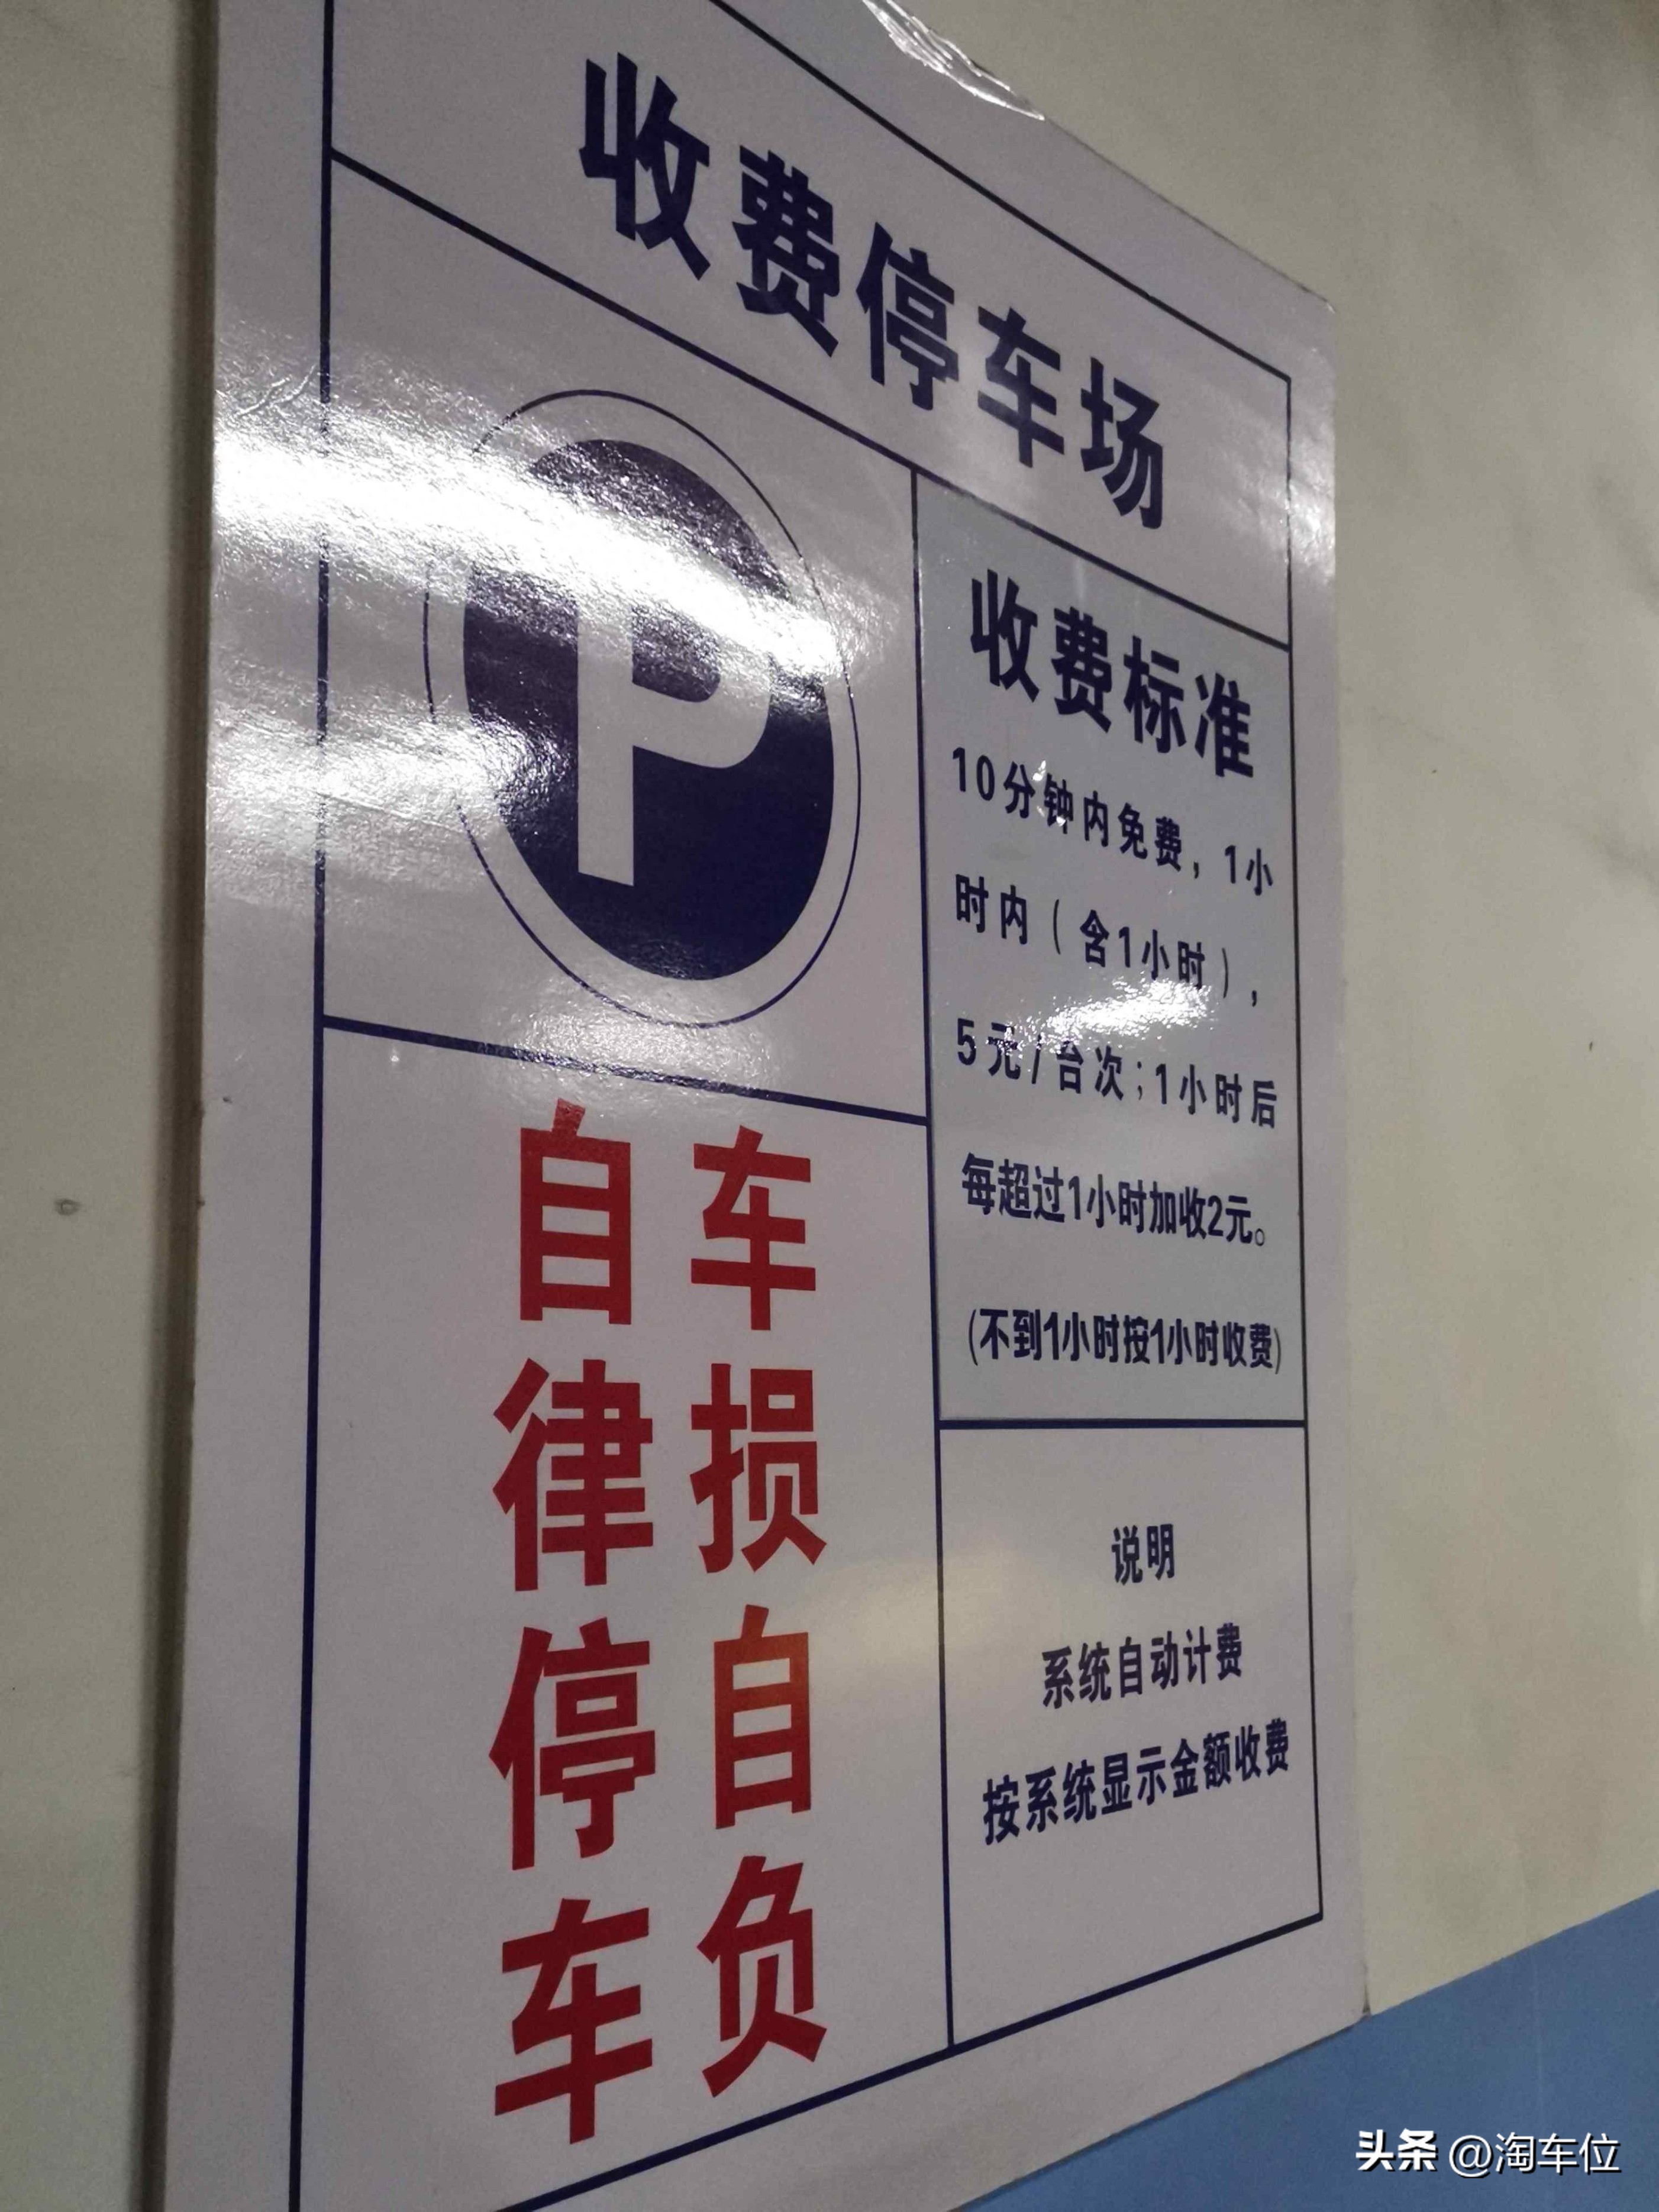 收费停车场
P
收费标准
10分钟内免费，1小
时内（含1小时），
5元/台次；1小时后
每超过1小时加收2元。
(不到1小时按1小时收费)
自律停车
车损自负
说明
系统自动计费
按系统显示金额收费
头条 @淘车位